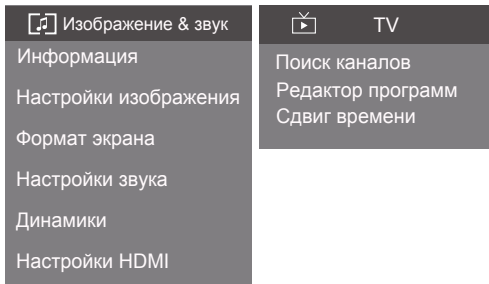 Изображение & звук
Информация
Настройки изображения
Формат экрана
Настройки звука
Динамики
Настройки HDMI
TV
Поиск каналов
Редактор программ
Сдвиг времени